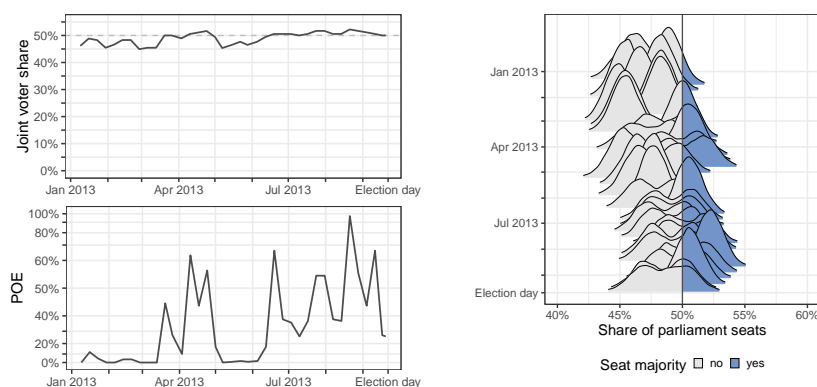 Joint voter share
50%
40%
30%
20%
10%
0%
Jan 2013 Apr 2013 Jul 2013 Election day
POE
100%
80%
60%
50%
40%
20%
0%
Jan 2013 Apr 2013 Jul 2013 Election day
Jan 2013
Apr 2013
Jul 2013
Election day
40% 45% 50% 55% 60%
Share of parliament seats
Seat majority no yes